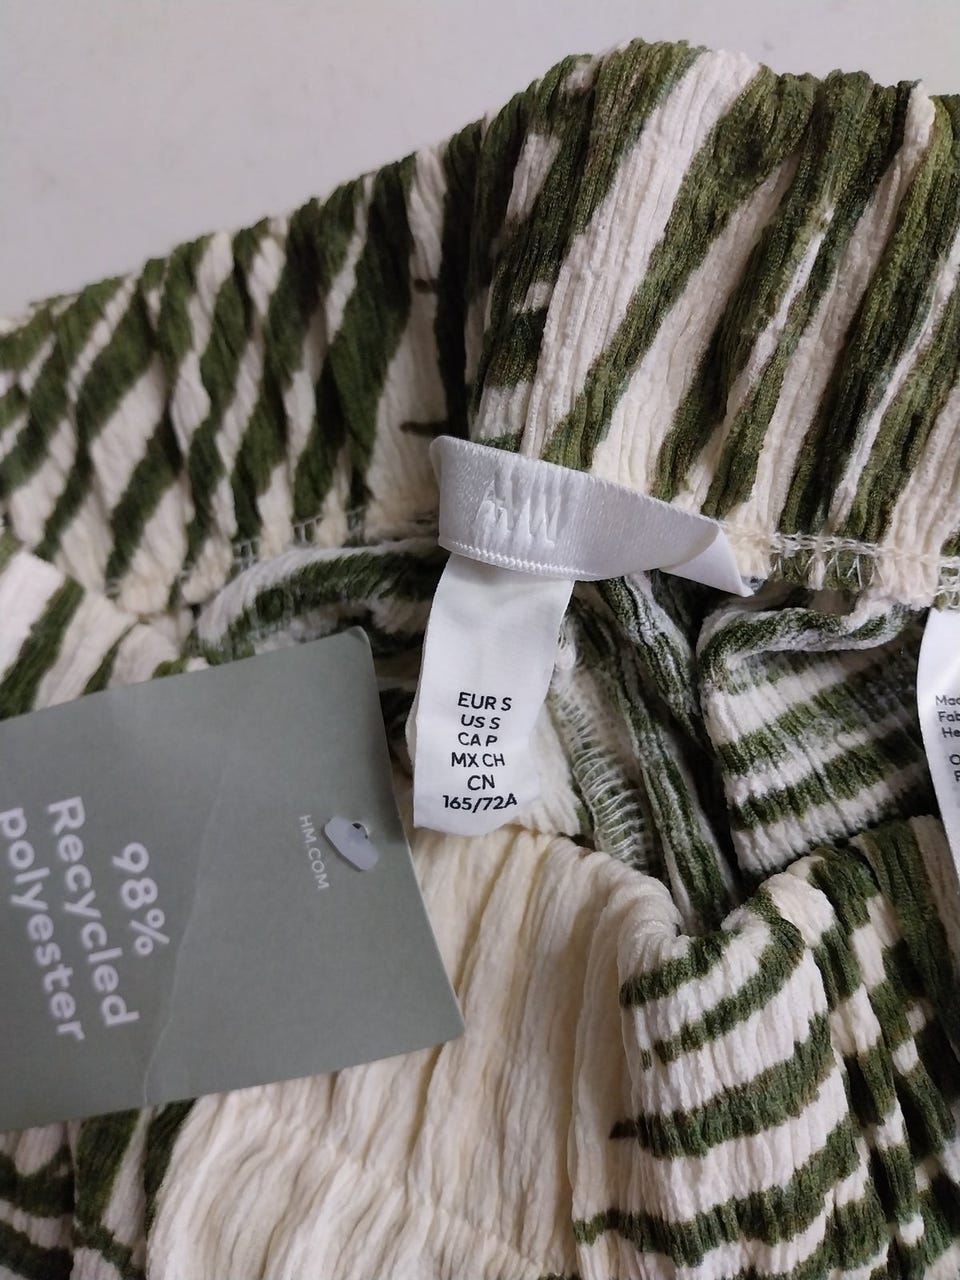 H&M
EUR S
US S
CA P
MX CH
CN
165/72A
HM.COM
98%
Recycled
polyester